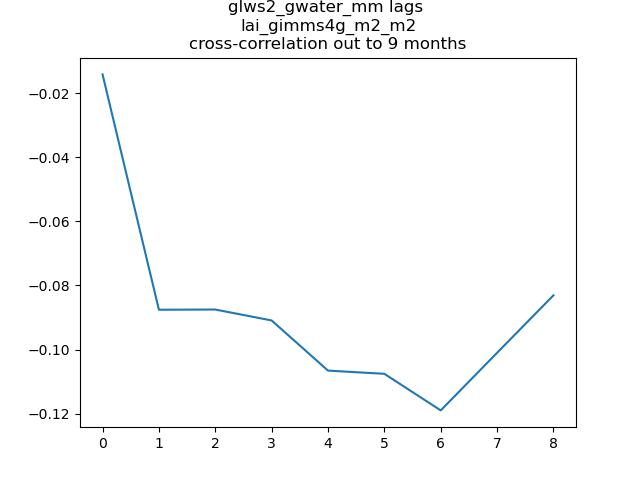 glws2_gwater_mm lags
lai_gimms4g_m2_m2
cross-correlation out to 9 months
−0.02
−0.04
−0.06
−0.08
−0.10
−0.12
0 1 2 3 4 5 6 7 8